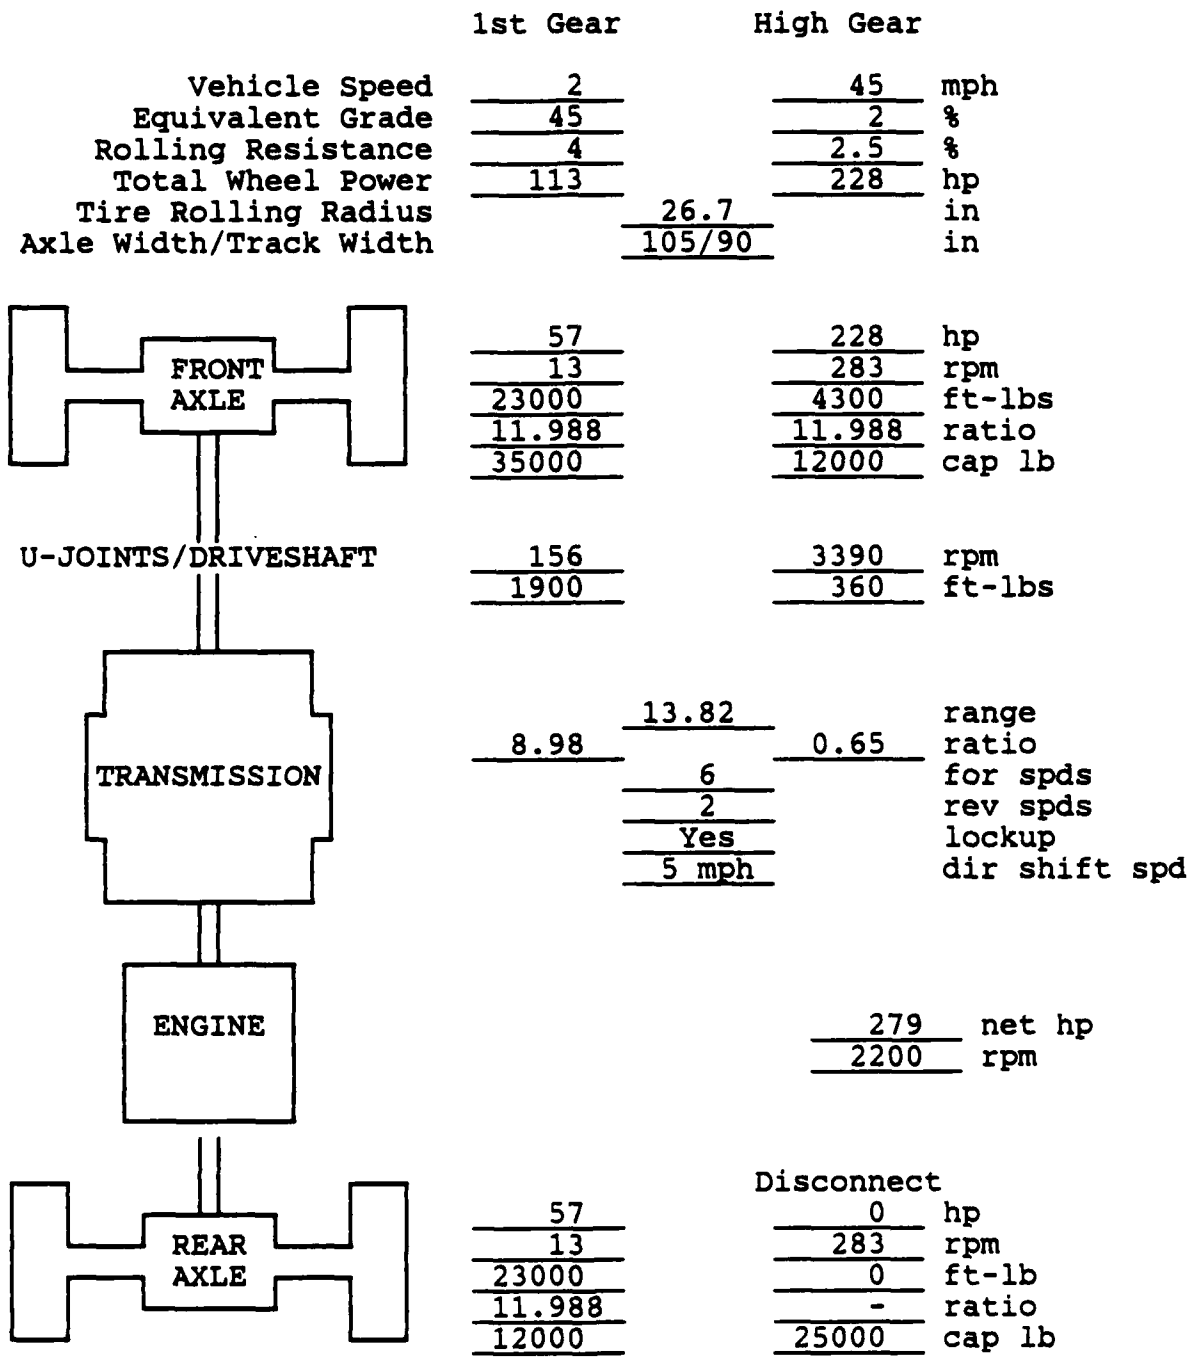 1st Gear High Gear
Vehicle Speed 2 45 mph
Equivalent Grade 45 2 %
Rolling Resistance 4 2.5 %
Total Wheel Power 113 228 hp
Tire Rolling Radius 26.7 in
Axle Width/Track Width 105/90 in
57 228 hp
FRONT 13 283 rpm
AXLE 23000 4300 ft-lbs
11.988 11.988 ratio
35000 12000 cap lb
U-JOINTS/DRIVESHAFT 156 3390 rpm
1900 360 ft-lbs
13.82 range
8.98 0.65 ratio
TRANSMISSION 6 for spds
2 rev spds
Yes lockup
5 mph dir shift spd
ENGINE 279 net hp
2200 rpm
Disconnect
57 0 hp
REAR 13 283 rpm
AXLE 23000 0 ft-lb
11.988 - ratio
12000 25000 cap lb